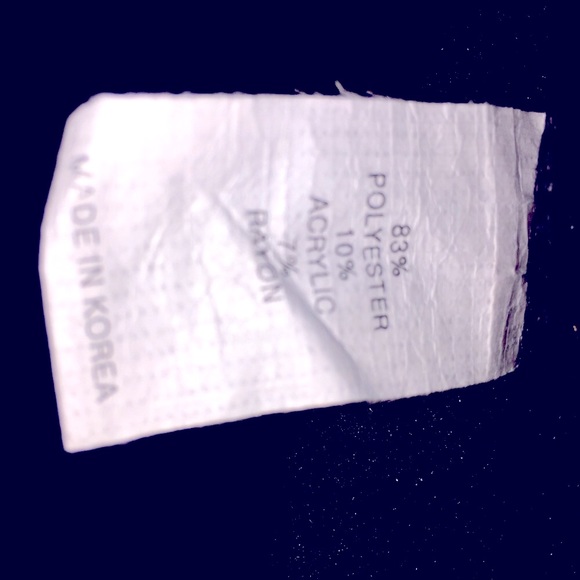 83%
POLYESTER
10%
ACRYLIC
7%
RAYON
MADE IN KOREA